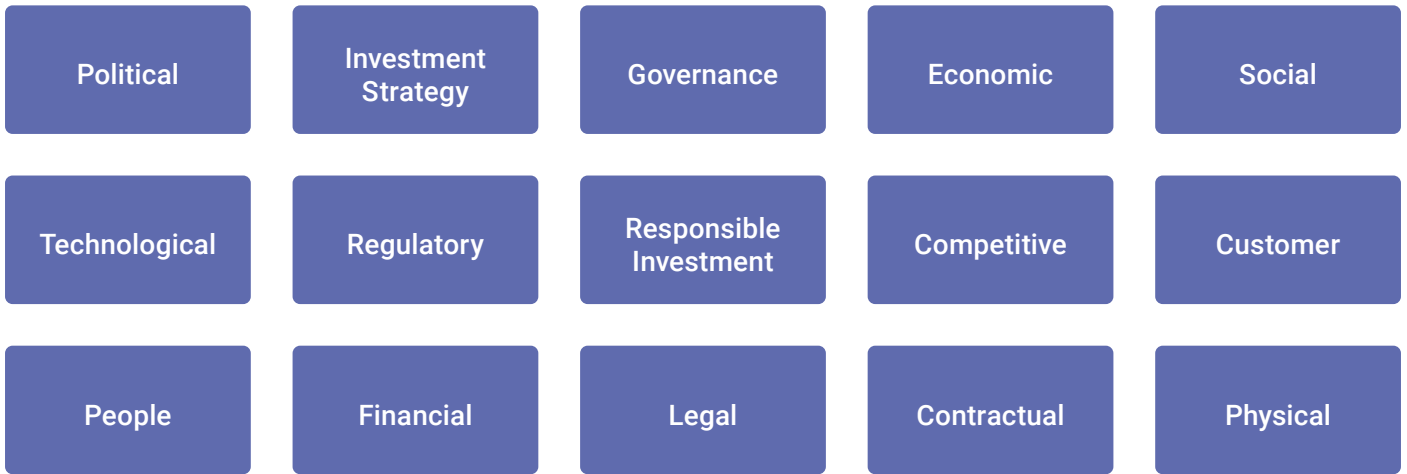 Political
Investment
Strategy
Governance
Economic
Social
Technological
Regulatory
Responsible
Investment
Competitive
Customer
People
Financial
Legal
Contractual
Physical